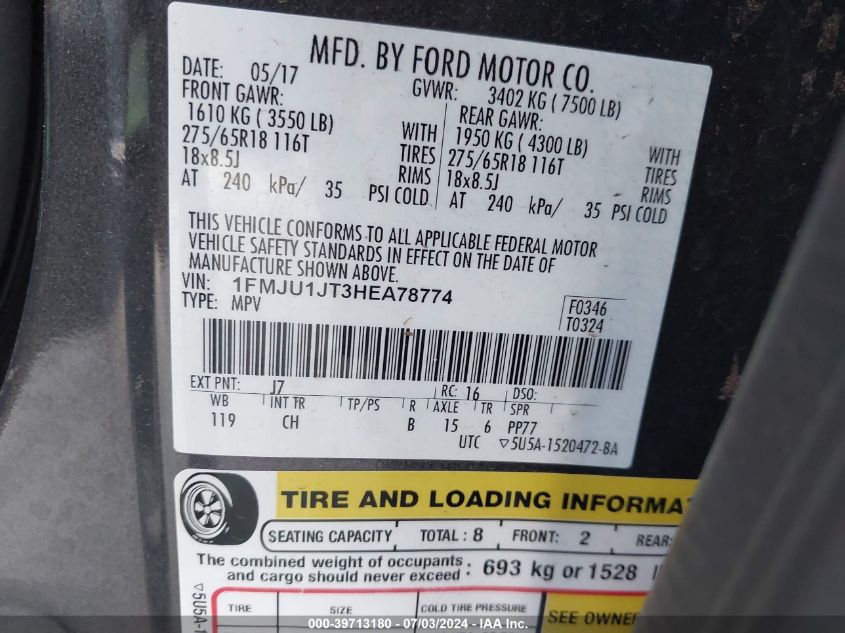 MFD. BY FORD MOTOR CO.
DATE: 05/17 GVWR: 3402 KG ( 7500 LB)
FRONT GAWR: REAR GAWR:
1610 KG ( 3550 LB) WITH 1950 KG ( 4300 LB) WITH
275/65R18 116T TIRES 275/65R18 116T TIRES
18x8.5J RIMS 18x8.5J RIMS
AT 240 kPa/ 35 PSI COLD AT 240 kPa/ 35 PSI COLD
THIS VEHICLE CONFORMS TO ALL APPLICABLE FEDERAL MOTOR
VEHICLE SAFETY STANDARDS IN EFFECT ON THE DATE OF
MANUFACTURE SHOWN ABOVE.
VIN: 1FMJU1JT3HEA78774
TYPE: MPV
F0346
T0324
EXT PNT: J7 RC: 16 DSO:
WB INT TR TP/PS R AXLE TR SPR
119 CH B 15 6 PP77
UTC ▽5U5A-1520472-BA
TIRE AND LOADING
SEATING CAPACITY TOTAL : 8 FRONT: 2 REAR:
The combined weight of occupants
and cargo should never exceed : 693 kg or 1528
▽5U5A-1
TIRE SIZE COLD TIRE PRESSURE SEE
000-39713180 - 07/03/2024 - IAAI.com